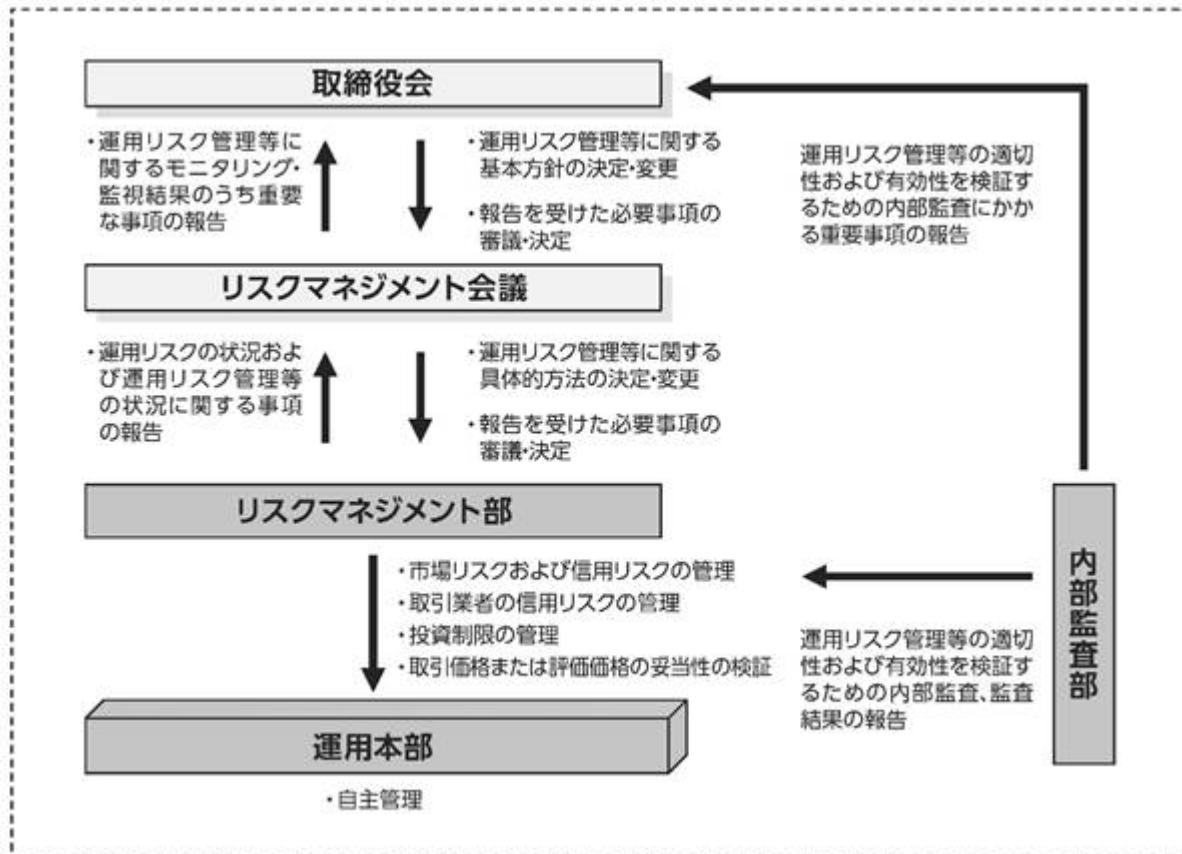 取締役会
・運用リスク管理等に
関するモニタリング・
監視結果のうち重要
な事項の報告
・運用リスク管理等に関する
基本方針の決定・変更
・報告を受けた必要事項の
審議・決定
運用リスク管理等の適切
性および有効性を検証す
るための内部監査にかか
る重要事項の報告
リスクマネジメント会議
・運用リスクの状況およ
び運用リスク管理等
の状況に関する事項
の報告
・運用リスク管理等に関する
具体的方法の決定・変更
・報告を受けた必要事項の
審議・決定
リスクマネジメント部
・市場リスクおよび信用リスクの管理
・取引業者の信用リスクの管理
・投資制限の管理
・取引価格または評価価格の妥当性の検証
運用リスク管理等の適切
性および有効性を検証す
るための内部監査、監査
結果の報告
内部監査部
運用本部
・自主管理